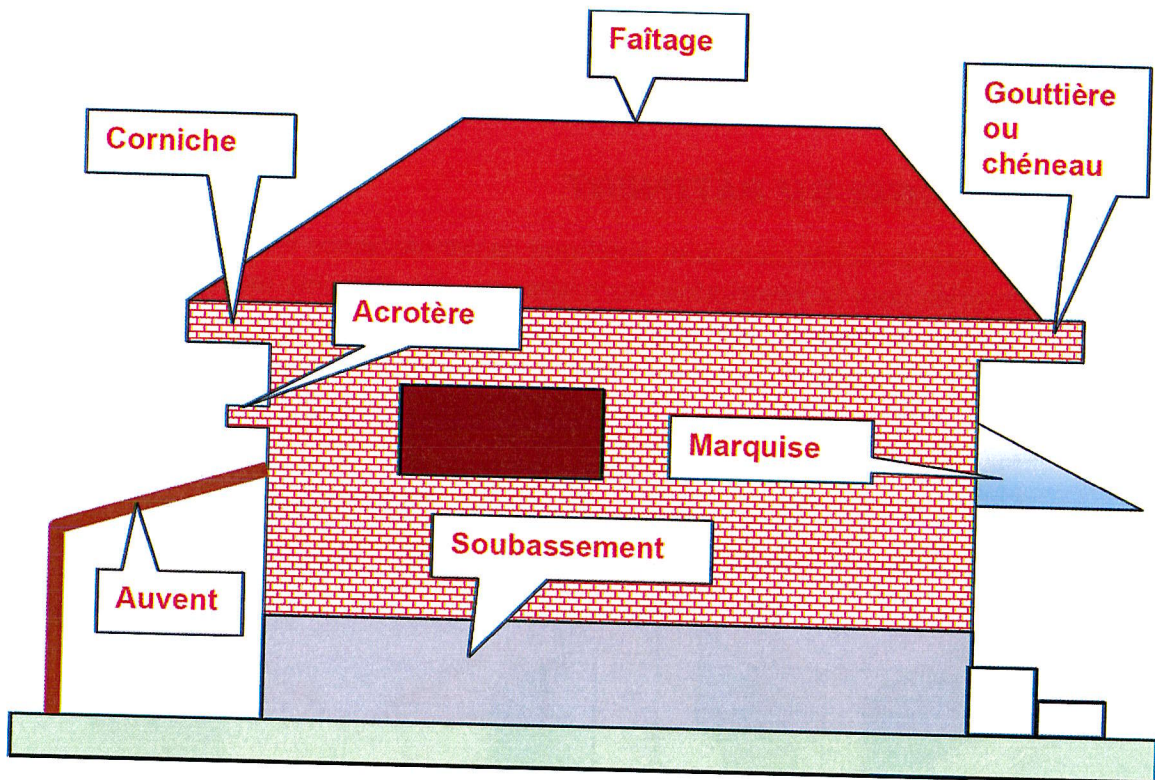 Faîtage
Gouttière
ou
chéneau
Corniche
Acrotère
Marquise
Soubassement
Auvent